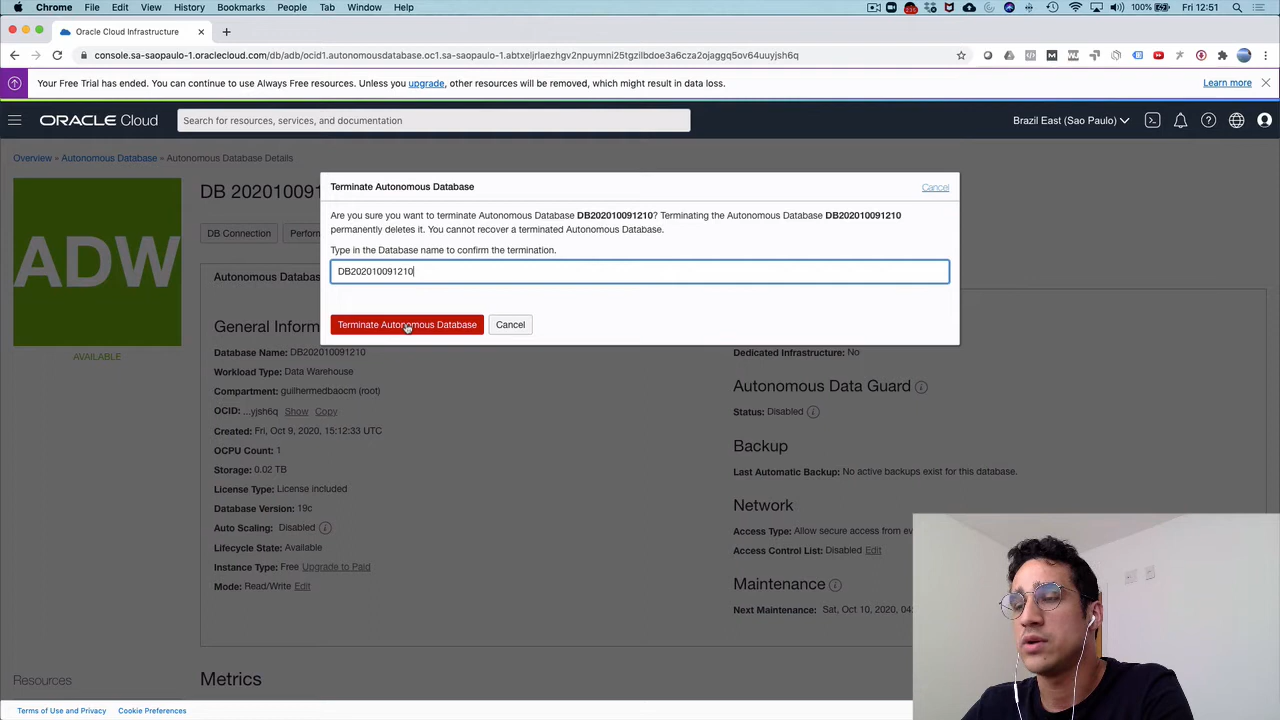 Chrome File Edit View History Bookmarks People Tab Window Help 100% Fri 12:51
Oracle Cloud Infrastructure
console.sa-saopaulo-1.oraclecloud.com/db/adb/ocid1.autonomousdatabase.oc1.sa-saopaulo-1.abtxeljrlaezhgv2npuymni25tgzilbdoe3a6cza2ojaggq5ov64uuyjsh6q
Your Free Trial has ended. You can continue to use Always Free resources. Unless you upgrade, other resources will be removed, which might result in data loss.
Learn more
ORACLE Cloud
Search for resources, services, and documentation
Brazil East (Sao Paulo)
Overview » Autonomous Database » Autonomous Database Details
ADW
AVAILABLE
DB 202010091
DB Connection
Perform
Autonomous Databas
Terminate Autonomous Database
Cancel
Are you sure you want to terminate Autonomous Database DB202010091210? Terminating the Autonomous Database DB202010091210
permanently deletes it. You cannot recover a terminated Autonomous Database.
Type in the Database name to confirm the termination.
DB202010091210
Terminate Autonomous Database
Cancel
General Inform
Database Name: DB202010091210
Workload Type: Data Warehouse
Compartment: guilhermedbaocm (root)
OCID: ...yjsh6q Show Copy
Created: Fri, Oct 9, 2020, 15:12:33 UTC
OCPU Count: 1
Storage: 0.02 TB
License Type: License included
Database Version: 19c
Auto Scaling: Disabled
Lifecycle State: Available
Instance Type: Free Upgrade to Paid
Mode: Read/Write Edit
Dedicated Infrastructure: No
Autonomous Data Guard
Status: Disabled
Backup
Last Automatic Backup: No active backups exist for this database.
Network
Access Type: Allow secure access from ev
Access Control List: Disabled Edit
Maintenance
Next Maintenance: Sat, Oct 10, 2020, 04:
Resources
Metrics
Terms of Use and Privacy
Cookie Preferences